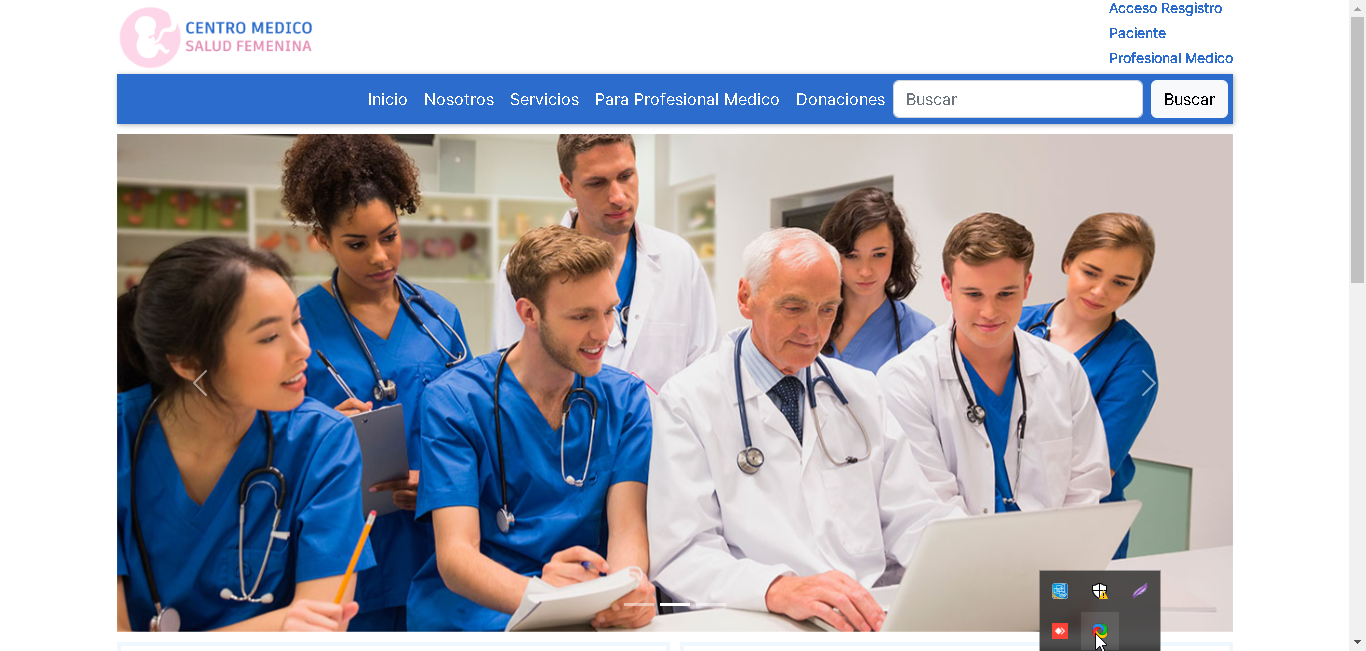 Acceso Resgistro
CENTRO MEDICO
SALUD FEMENINA
Paciente
Profesional Medico
Inicio Nosotros Servicios Para Profesional Medico Donaciones Buscar Buscar